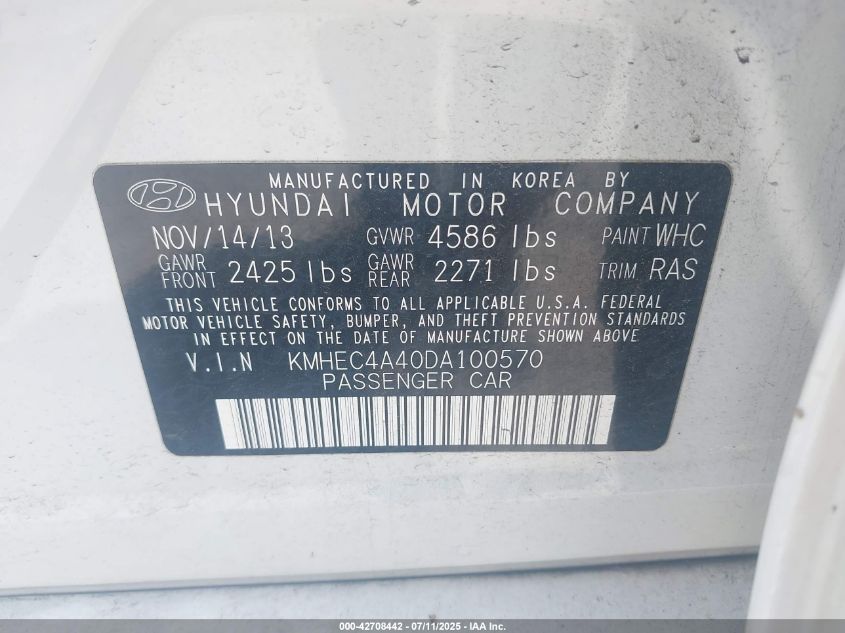 MANUFACTURED IN KOREA BY
HYUNDAI MOTOR COMPANY
NOV/14/13 GVWR 4586 lbs PAINT WHC
GAWR FRONT 2425 lbs GAWR REAR 2271 lbs TRIM RAS
THIS VEHICLE CONFORMS TO ALL APPLICABLE U.S.A. FEDERAL
MOTOR VEHICLE SAFETY, BUMPER, AND THEFT PREVENTION STANDARDS
IN EFFECT ON THE DATE OF MANUFACTURE SHOWN ABOVE
V.I.N KMHEC4A40DA100570
PASSENGER CAR
000-42708442 - 07/11/2025 - IAA Inc.